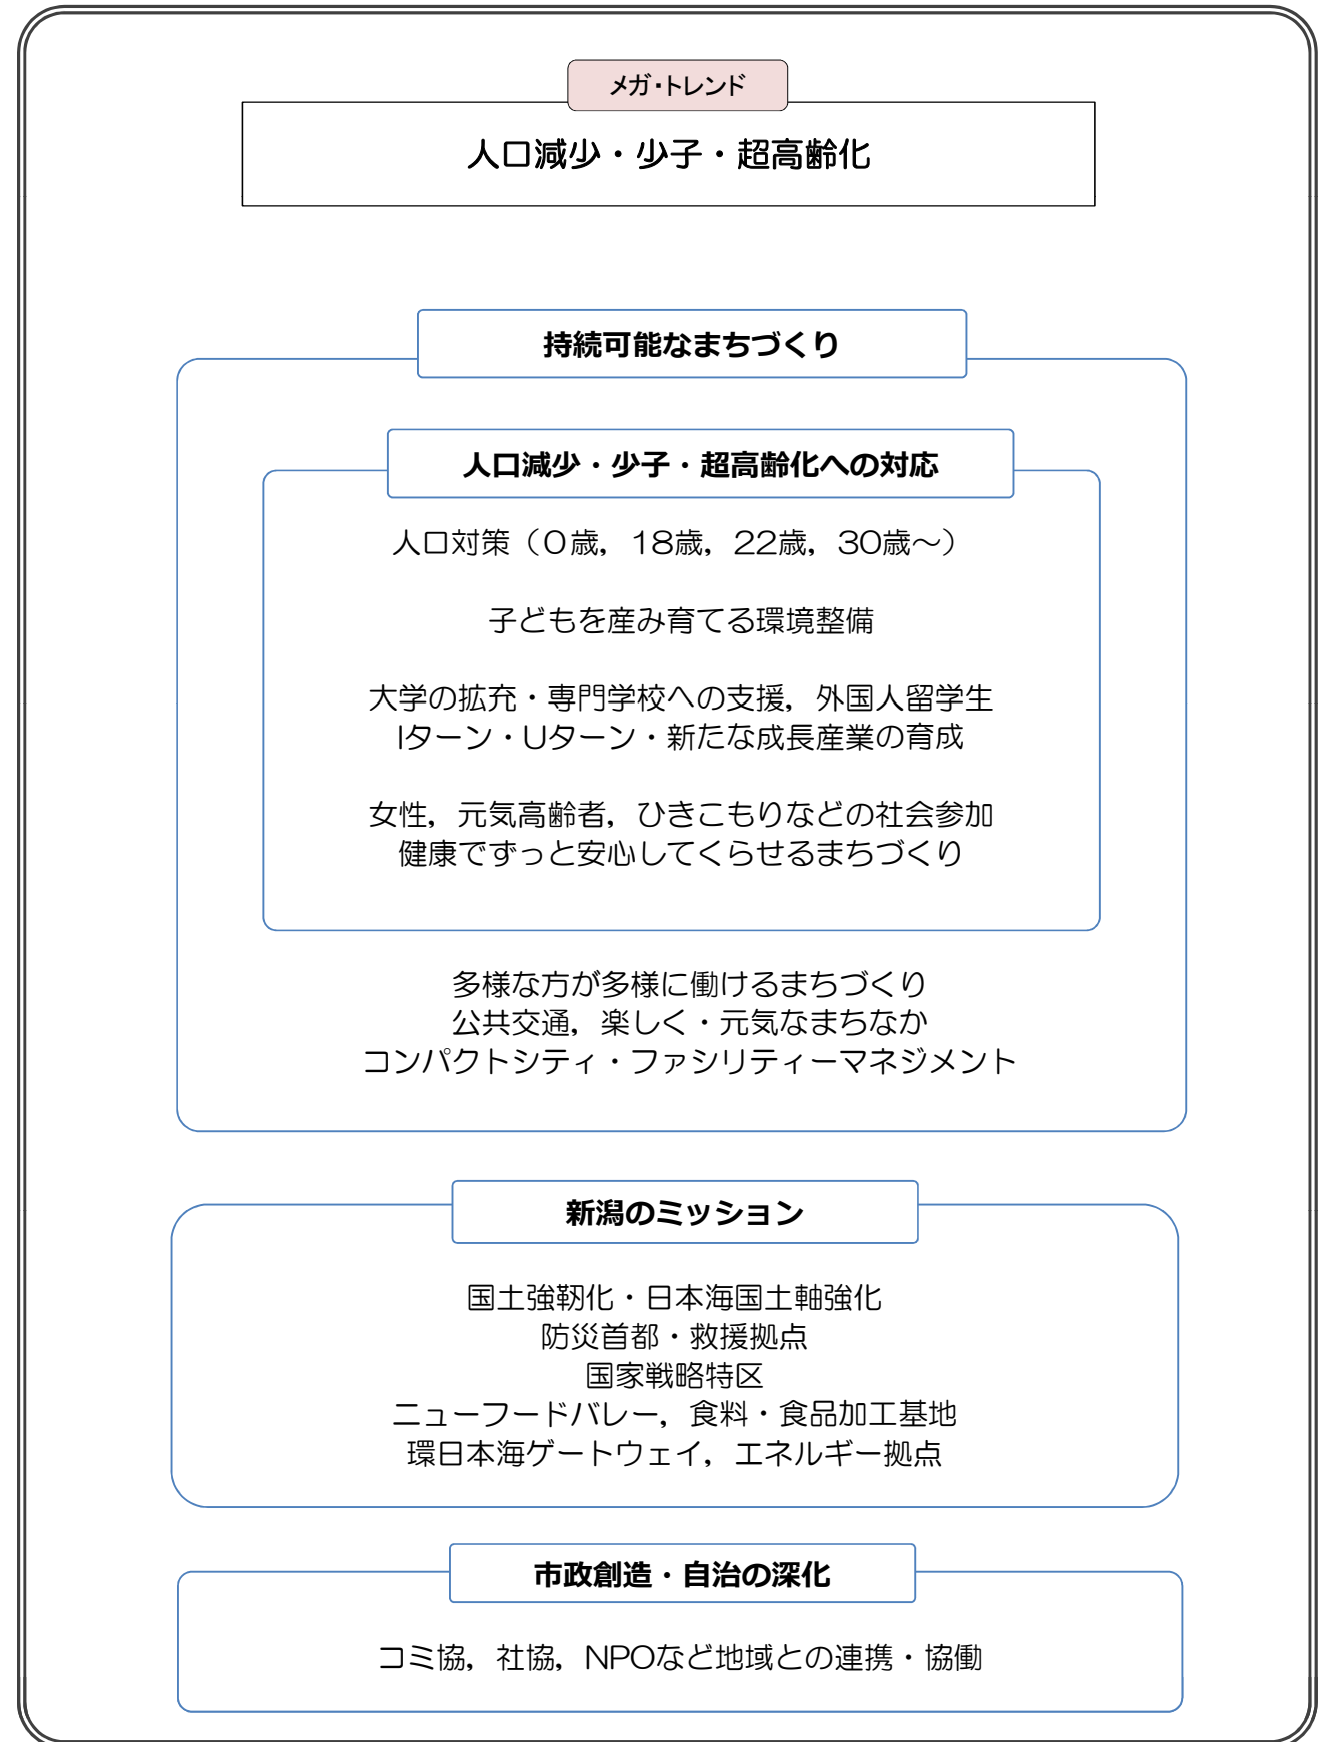 メガ・トレンド
人口減少・少子・超高齢化
持続可能なまちづくり
人口減少・少子・超高齢化への対応
人口対策（０歳，18歳，22歳，30歳～）
子どもを産み育てる環境整備
大学の拡充・専門学校への支援，外国人留学生
Iターン・Uターン・新たな成長産業の育成
女性，元気高齢者，ひきこもりなどの社会参加
健康でずっと安心してくらせるまちづくり
多様な方が多様に働けるまちづくり
公共交通，楽しく・元気なまちなか
コンパクトシティ・ファシリティーマネジメント
新潟のミッション
国土強靭化・日本海国土軸強化
防災首都・救援拠点
国家戦略特区
ニューフードバレー，食料・食品加工基地
環日本海ゲートウェイ，エネルギー拠点
市政創造・自治の深化
コミ協，社協，NPOなど地域との連携・協働